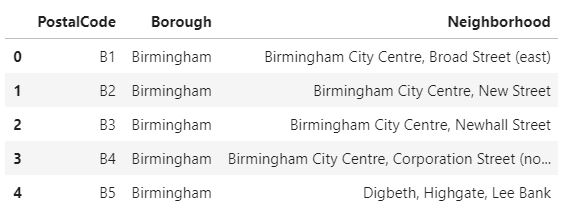 PostalCode Borough Neighborhood
0 B1 Birmingham Birmingham City Centre, Broad Street (east)
1 B2 Birmingham Birmingham City Centre, New Street
2 B3 Birmingham Birmingham City Centre, Newhall Street
3 B4 Birmingham Birmingham City Centre, Corporation Street (no...
4 B5 Birmingham Digbeth, Highgate, Lee Bank